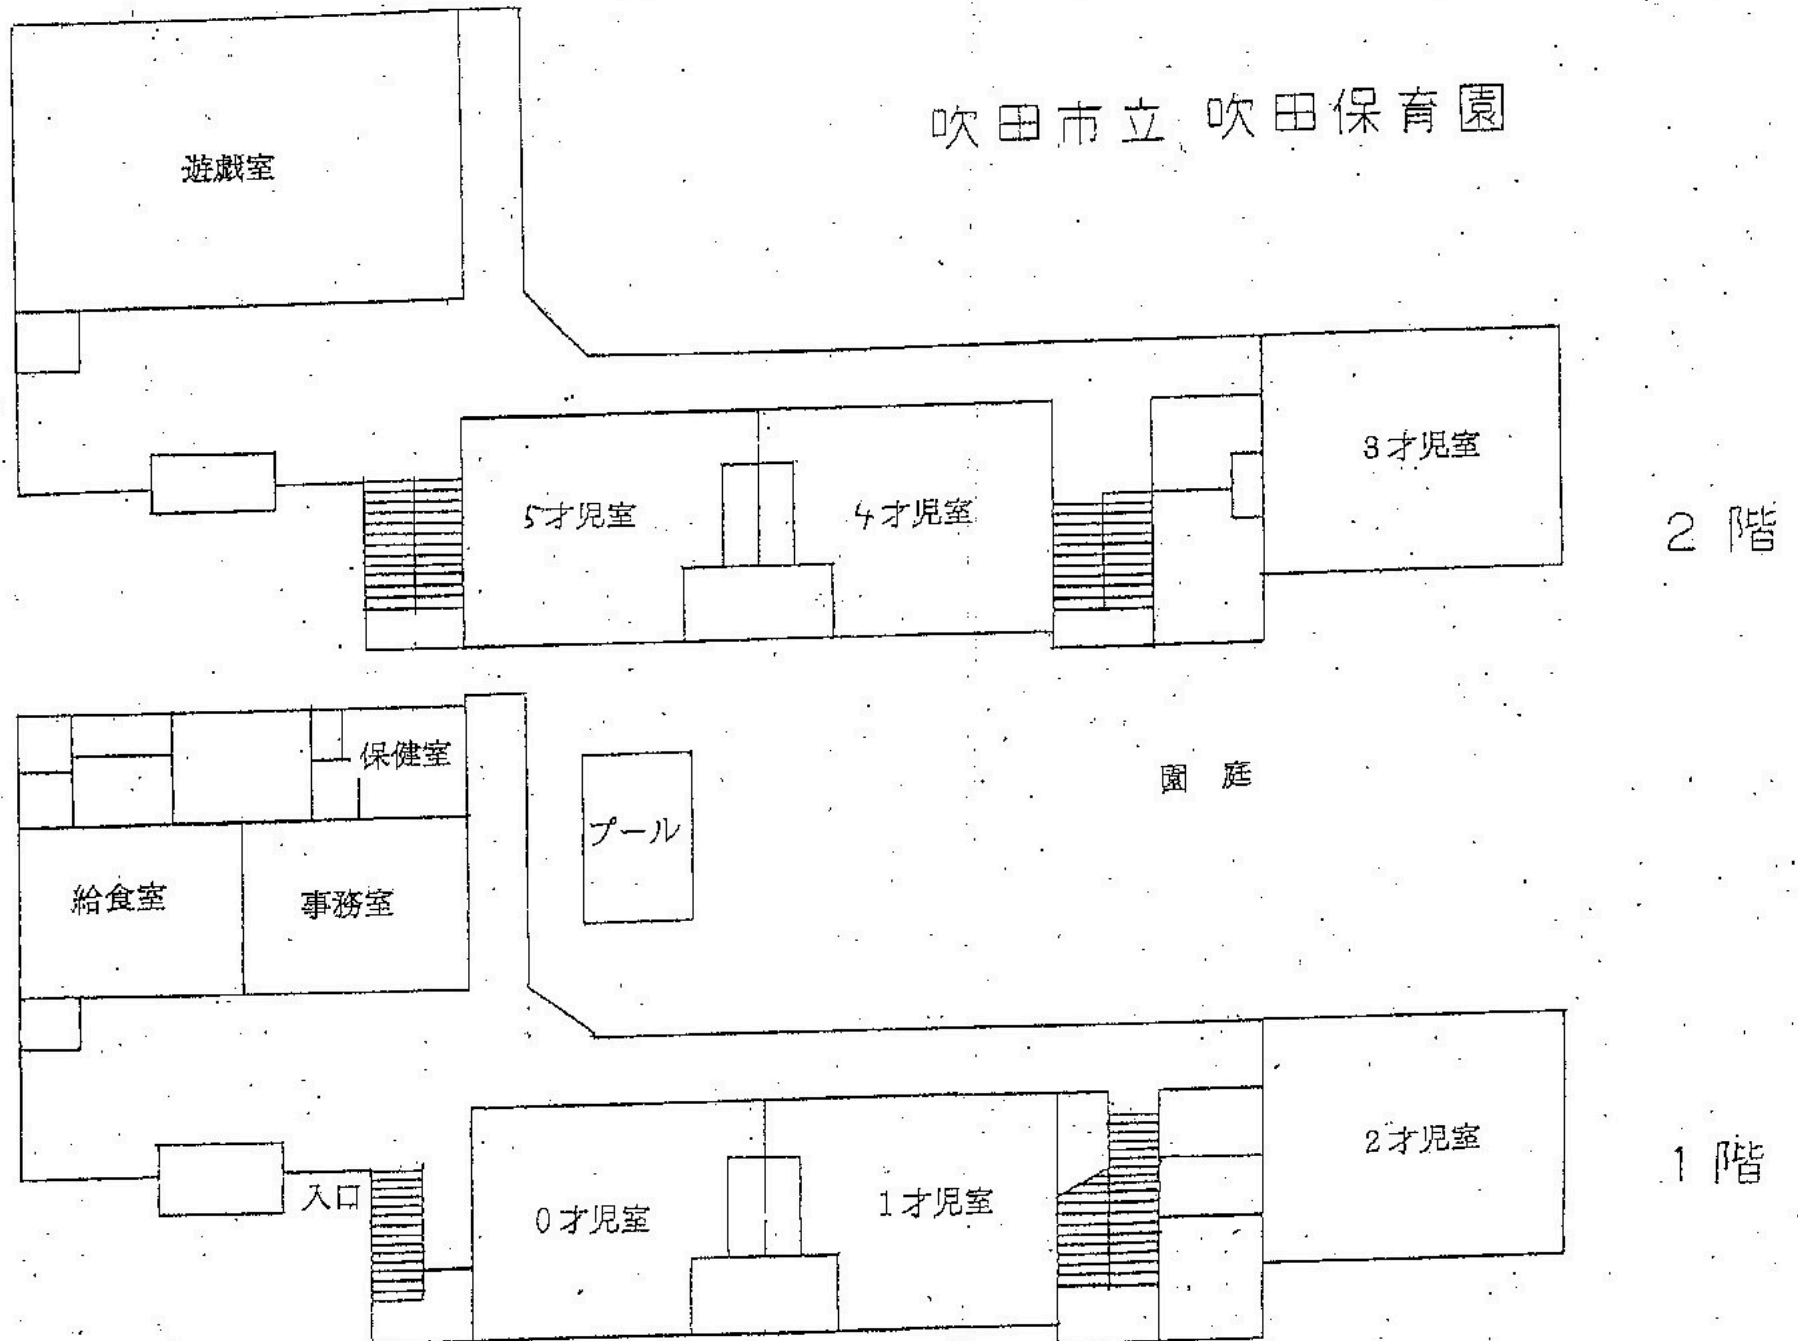 吹田市立 吹田保育園
遊戯室
3才児室
5才児室
4才児室
2階
保健室
園庭
プール
給食室
事務室
2才児室
1階
入口
0才児室
1才児室